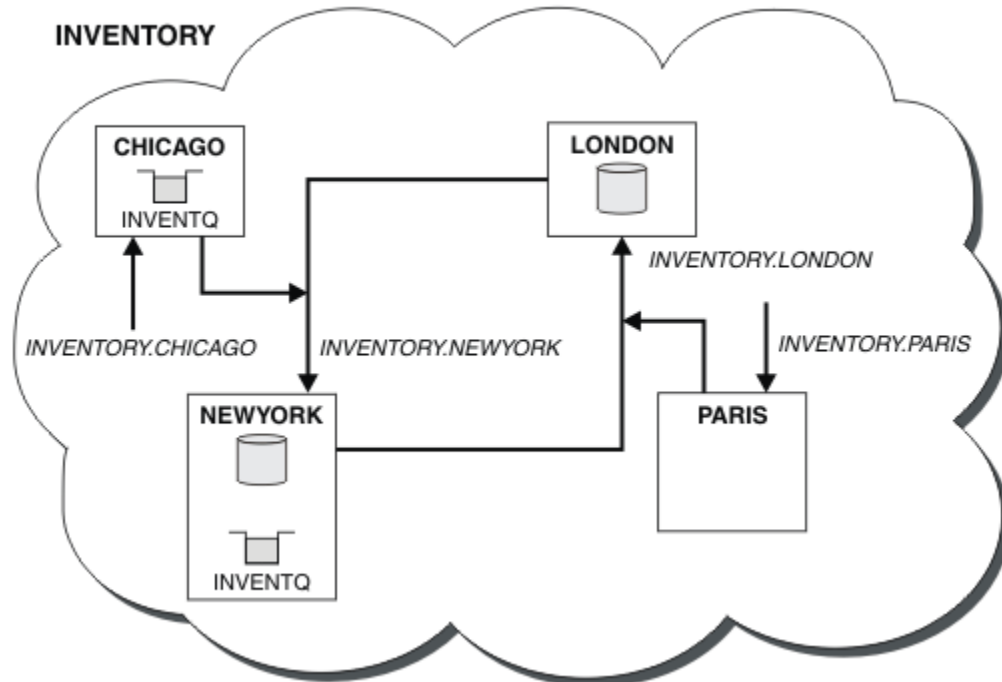 INVENTORY
CHICAGO
INVENTQ
LONDON
INVENTORY.LONDON
INVENTORY.CHICAGO
INVENTORY.NEWYORK
INVENTORY.PARIS
NEWYORK
INVENTQ
PARIS